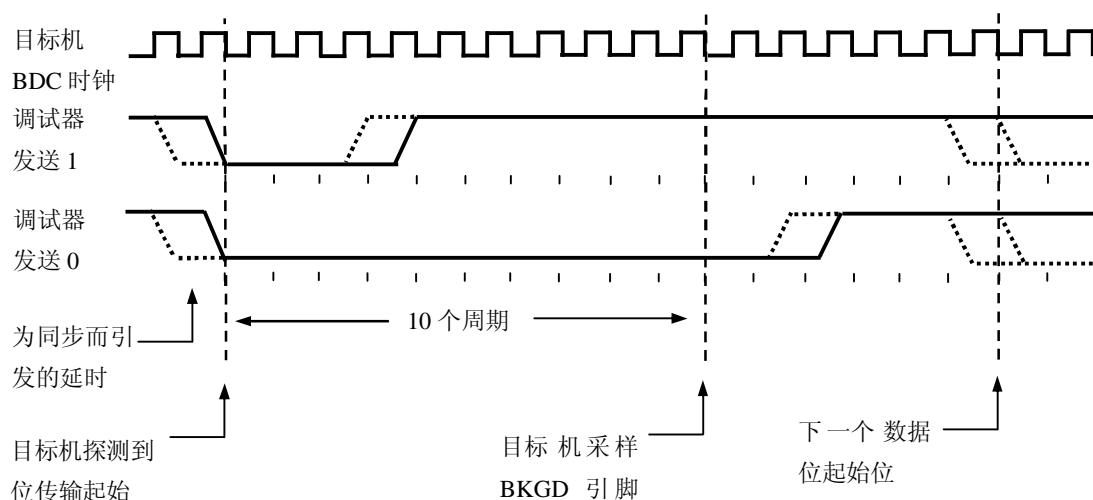 目标机
BDC 时钟
调试器
发送 1
调试器
发送 0
为同步而引
发的延时
10 个周期
目标机探测到
位传输起始
目标 机采样
BKGD 引脚
下一个 数据
位起始位